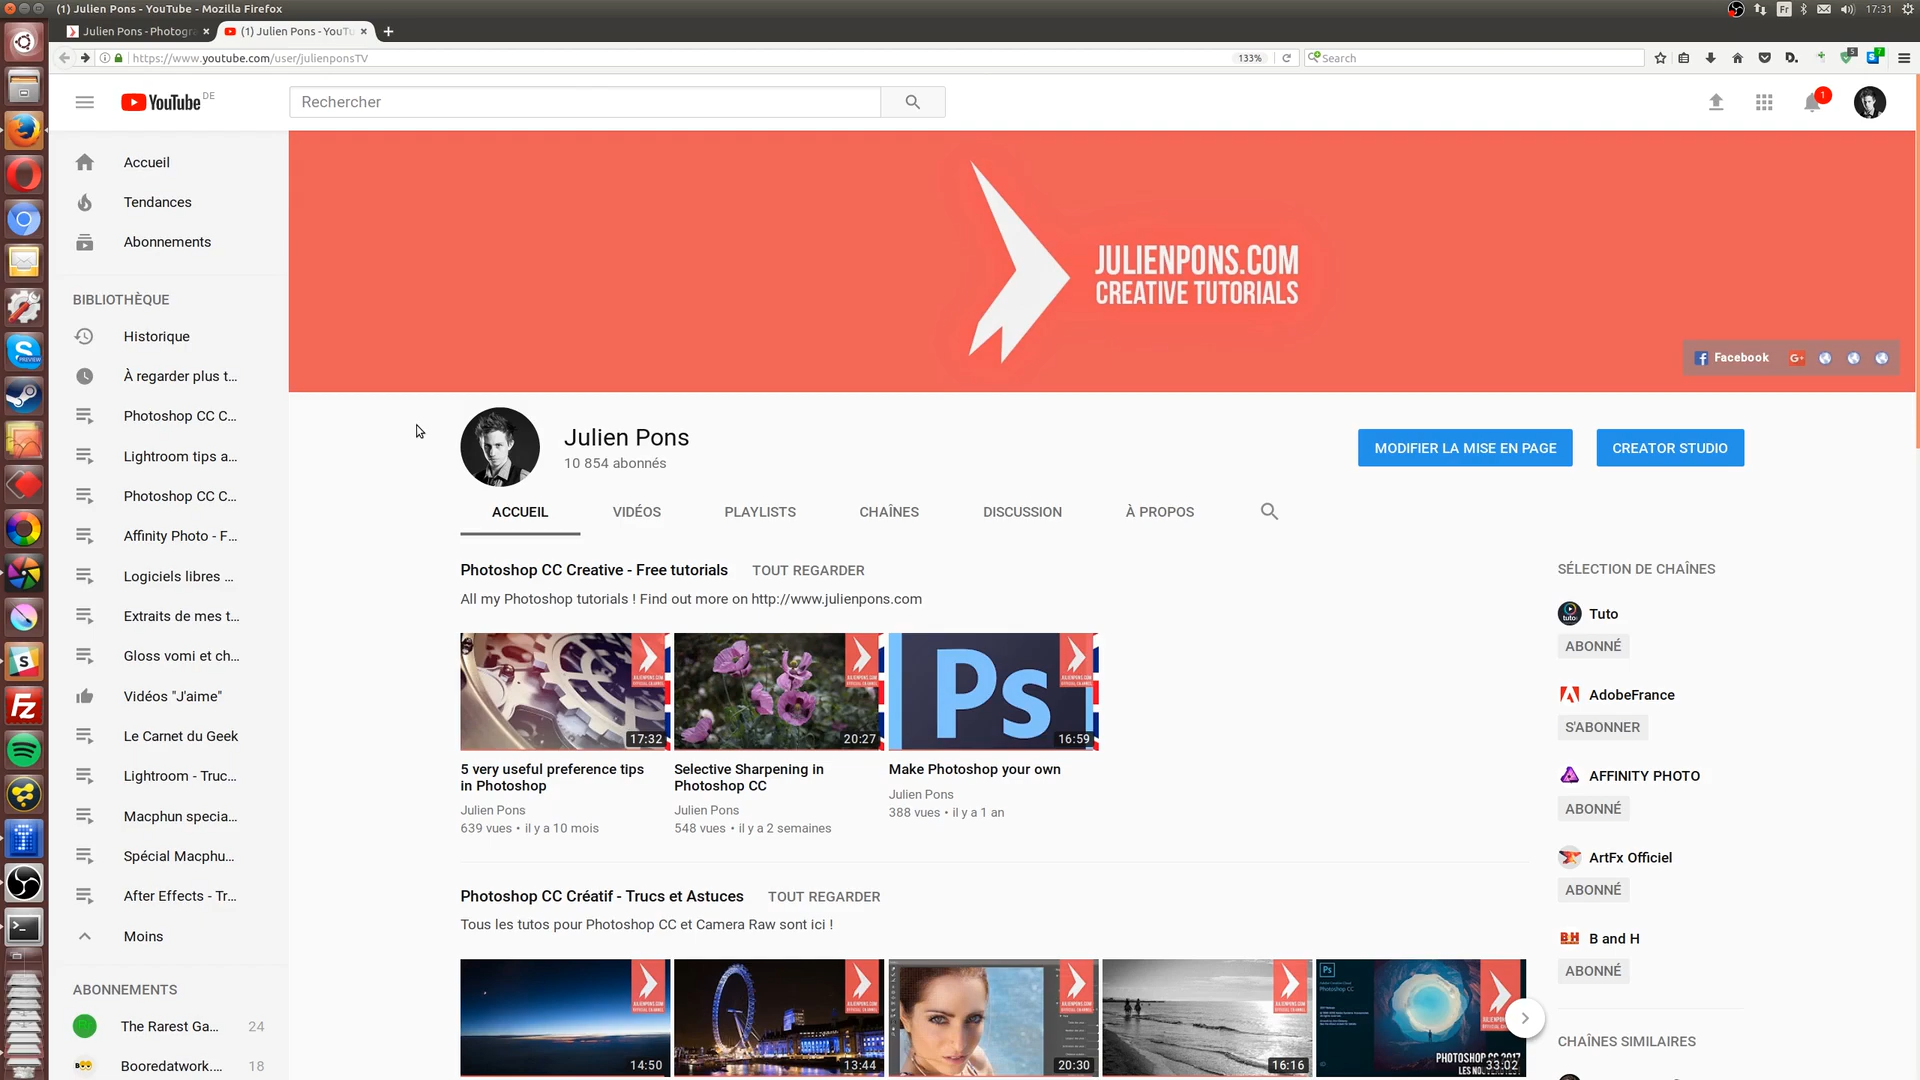 (1) Julien Pons - YouTube - Mozilla Firefox
Fr
17:31
Julien Pons - Photogr
(1) Julien Pons - YouTu
https://www.youtube.com/user/julienponsTV
133%
Search
YouTube DE
Rechercher
1
Accueil
Tendances
Abonnements
BIBLIOTHÈQUE
Historique
À regarder plus t...
Photoshop CC C...
Lightroom tips a...
Photoshop CC C...
Affinity Photo - F...
Logiciels libres ...
Extraits de mes t...
Gloss vomi et ch...
Vidéos "J'aime"
Le Carnet du Geek
Lightroom - Truc...
Macphun specia...
Spécial Macphu...
After Effects - Tr...
Moins
ABONNEMENTS
The Rarest Ga... 24
Booredatwork.... 18
JULIENPONS.COM
CREATIVE TUTORIALS
Facebook
Julien Pons
10 854 abonnés
MODIFIER LA MISE EN PAGE
CREATOR STUDIO
ACCUEIL
VIDÉOS
PLAYLISTS
CHAÎNES
DISCUSSION
À PROPOS
Photoshop CC Creative - Free tutorials
TOUT REGARDER
All my Photoshop tutorials ! Find out more on http://www.julienpons.com
17:32
20:27
Ps
16:59
5 very useful preference tips
in Photoshop
Julien Pons
639 vues • il y a 10 mois
Selective Sharpening in
Photoshop CC
Julien Pons
548 vues • il y a 2 semaines
Make Photoshop your own
Julien Pons
388 vues • il y a 1 an
Photoshop CC Créatif - Trucs et Astuces
TOUT REGARDER
Tous les tutos pour Photoshop CC et Camera Raw sont ici !
14:50
13:44
20:30
16:16
Ps
PHOTOSHOP CC 2017
33:02
SÉLECTION DE CHAÎNES
Tuto
ABONNÉ
AdobeFrance
S'ABONNER
AFFINITY PHOTO
ABONNÉ
ArtFx Officiel
ABONNÉ
B and H
ABONNÉ
CHAÎNES SIMILAIRES